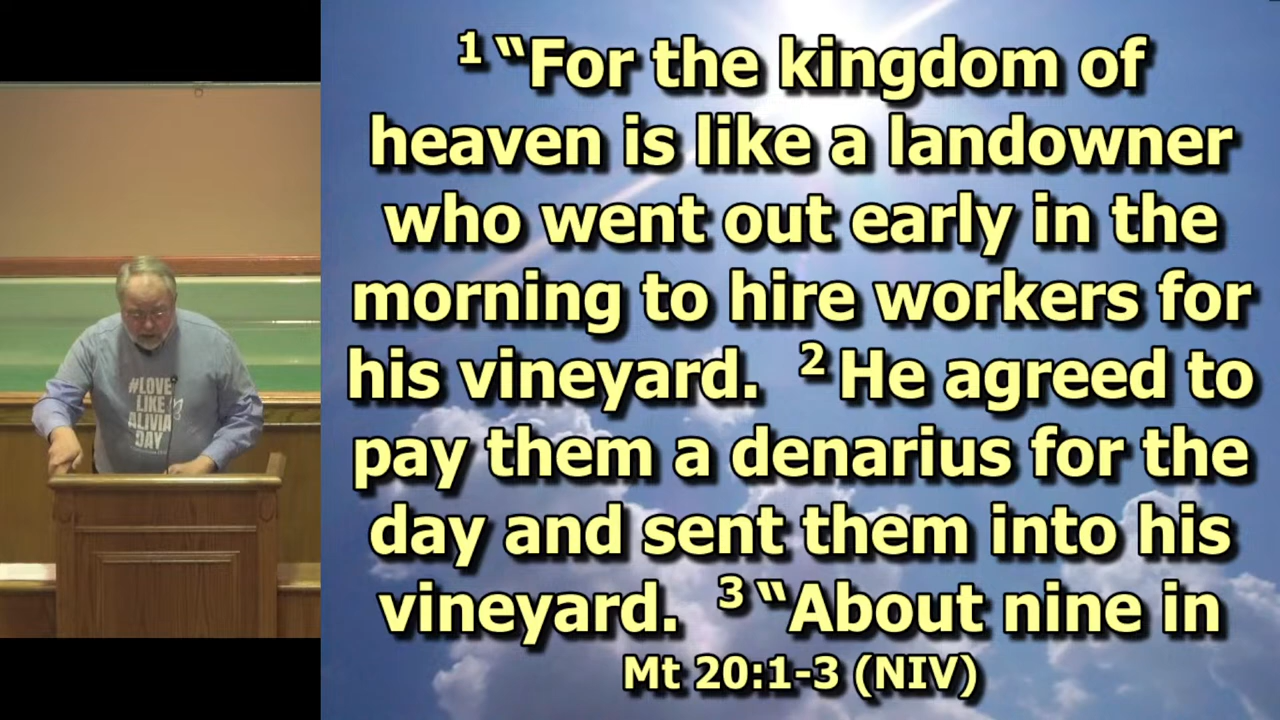 #LOVE
LIKE
ALIVIA
DAY
1 “For the kingdom of
heaven is like a landowner
who went out early in the
morning to hire workers for
his vineyard. 2 He agreed to
pay them a denarius for the
day and sent them into his
vineyard. 3 “About nine in
Mt 20:1-3 (NIV)